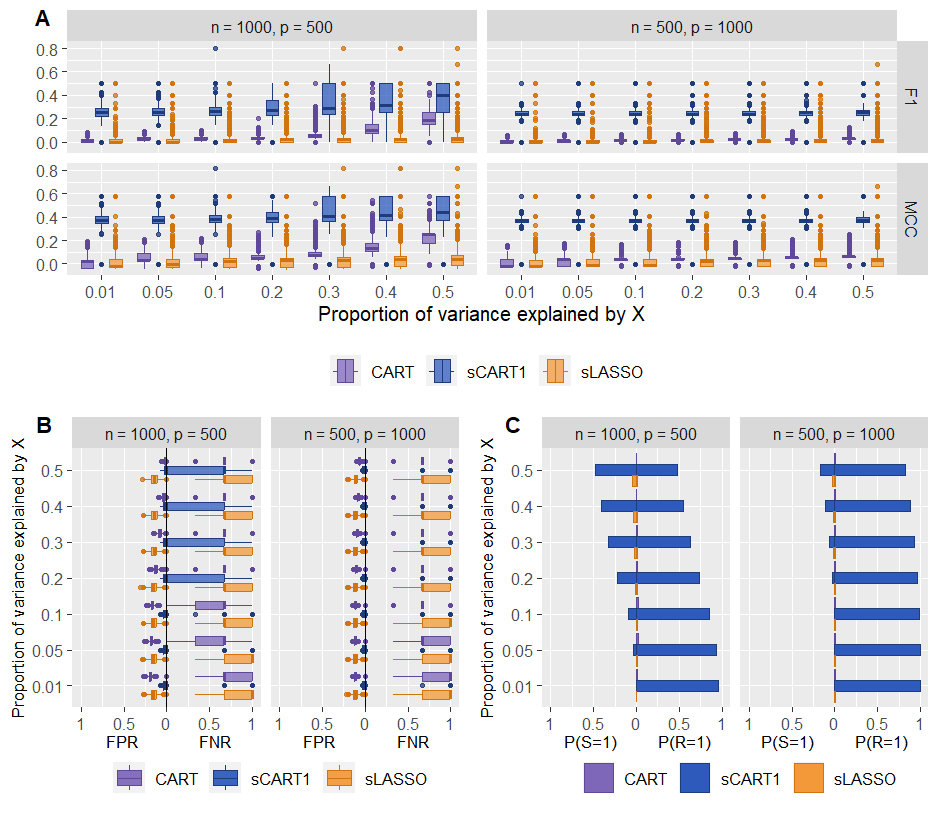 A
n = 1000, p = 500
n = 500, p = 1000
0.8
0.6
0.4
0.2
0.0
F1
0.8
0.6
0.4
0.2
0.0
MCC
0.01 0.05 0.1 0.2 0.3 0.4 0.5
0.01 0.05 0.1 0.2 0.3 0.4 0.5
Proportion of variance explained by X
CART sCART1 sLASSO
B
n = 1000, p = 500
n = 500, p = 1000
Proportion of variance explained by X
0.5
0.4
0.3
0.2
0.1
0.05
0.01
1 0.5 0 0.5 1
1 0.5 0 0.5 1
FPR FNR
FPR FNR
CART sCART1 sLASSO
C
n = 1000, p = 500
n = 500, p = 1000
Proportion of variance explained by X
0.5
0.4
0.3
0.2
0.1
0.05
0.01
1 0.5 0 0.5 1
1 0.5 0 0.5 1
P(S=1) P(R=1)
P(S=1) P(R=1)
CART sCART1 sLASSO